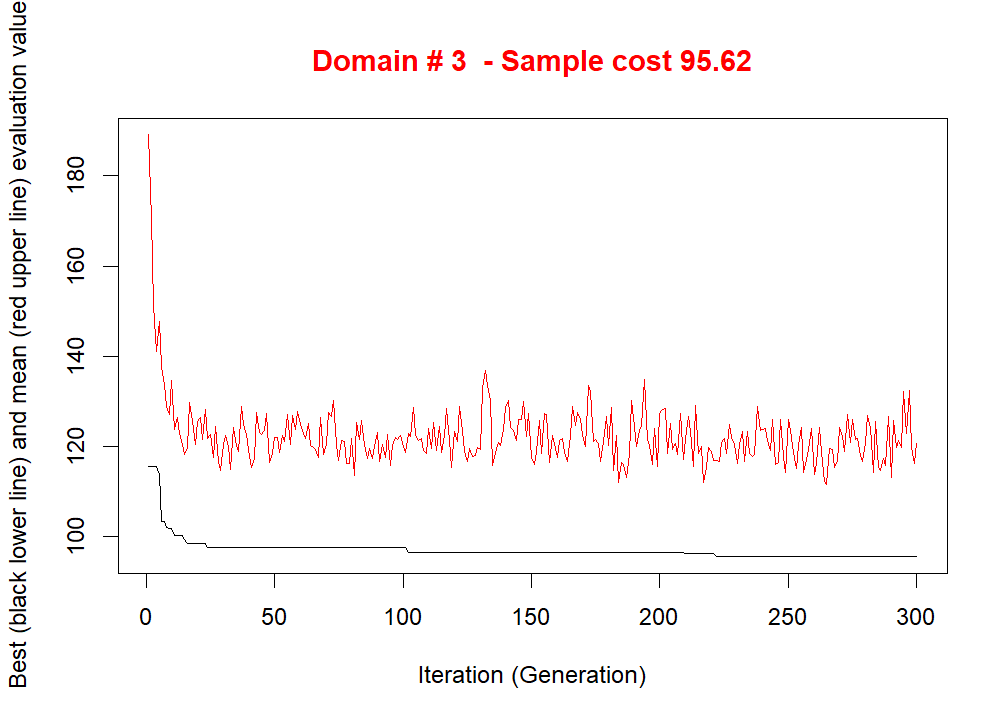 Domain # 3  - Sample cost 95.62
Best (black lower line) and mean (red upper line) evaluation value
180
160
140
120
100
0 50 100 150 200 250 300
Iteration (Generation)